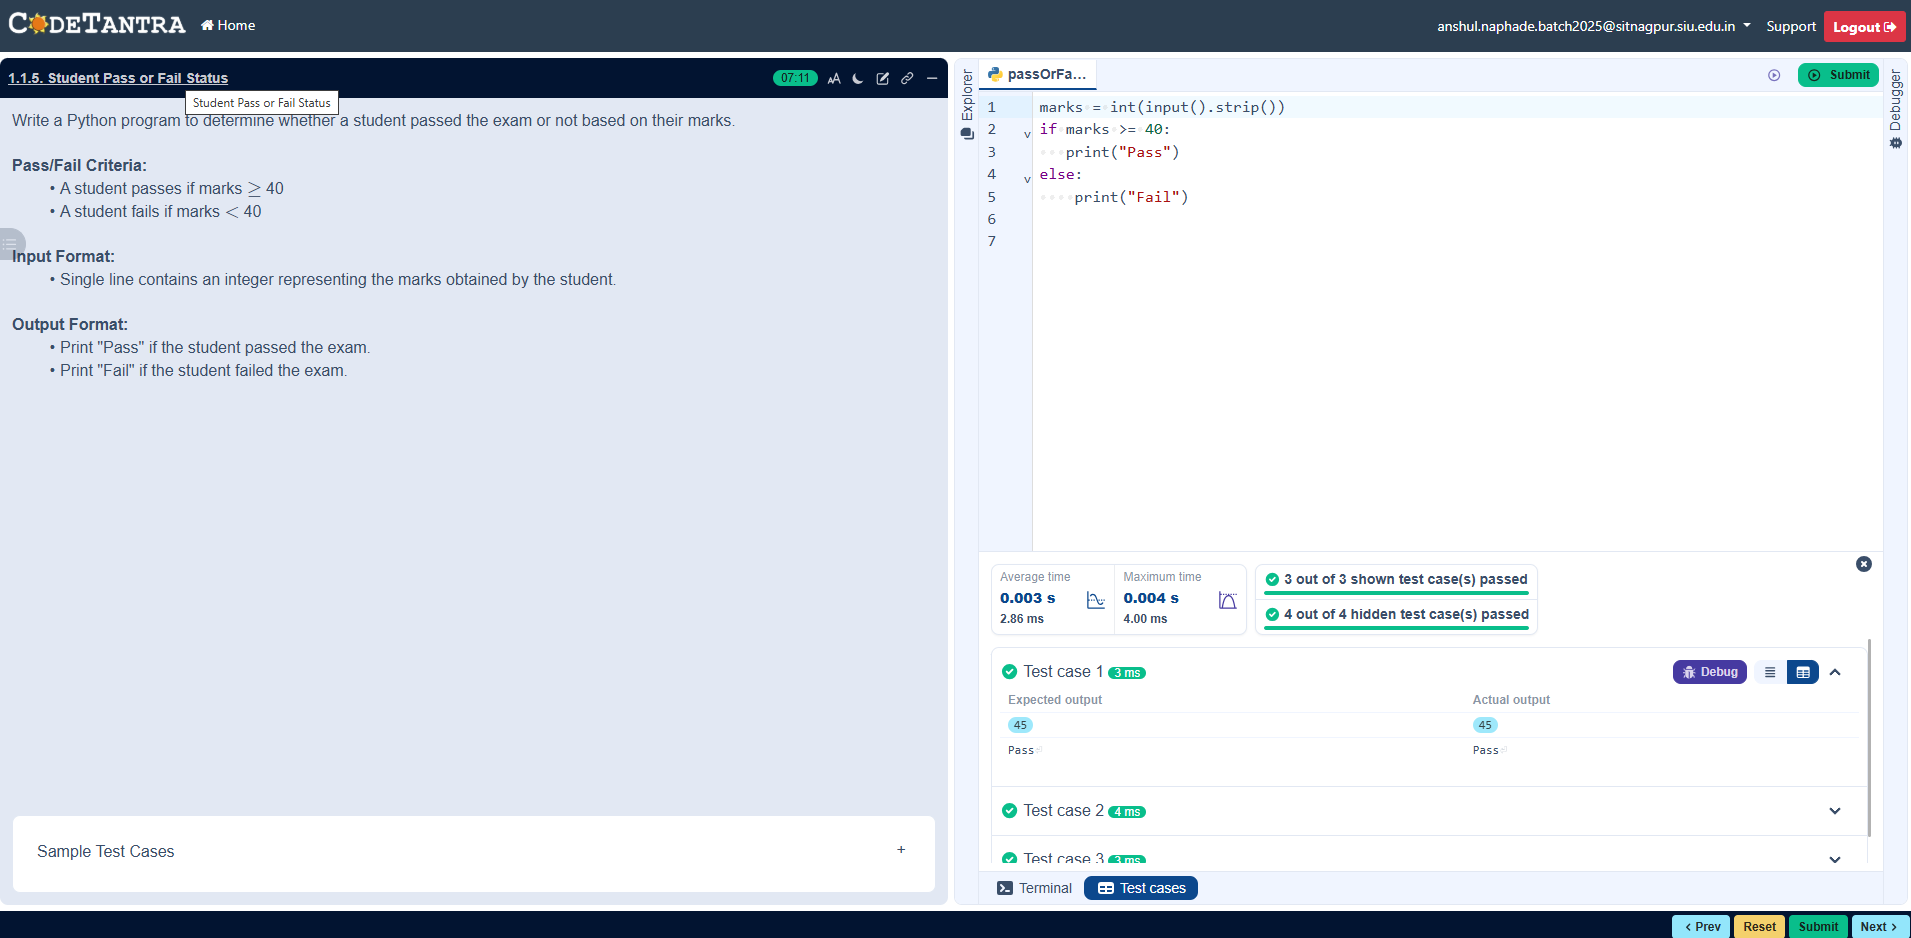 CODETANTRA
Home
anshul.naphade.batch2025@sitnagpur.siu.edu.in
Support
Logout
1.1.5. Student Pass or Fail Status
07:11
Student Pass or Fail Status
Write a Python program to determine whether a student passed the exam or not based on their marks.
Pass/Fail Criteria:
• A student passes if marks ≥ 40
• A student fails if marks < 40
Input Format:
• Single line contains an integer representing the marks obtained by the student.
Output Format:
• Print "Pass" if the student passed the exam.
• Print "Fail" if the student failed the exam.
Sample Test Cases
+
Explorer
passOrFa...
Submit
Debugger
1 marks = int(input().strip())
2 if marks >= 40:
3 print("Pass")
4 else:
5 print("Fail")
6
7
Average time
0.003 s
2.86 ms
Maximum time
0.004 s
4.00 ms
3 out of 3 shown test case(s) passed
4 out of 4 hidden test case(s) passed
Test case 1 3 ms
Debug
Expected output
Actual output
45
45
Pass
Pass
Test case 2 4 ms
Test case 3 3 ms
Terminal
Test cases
< Prev
Reset
Submit
Next >